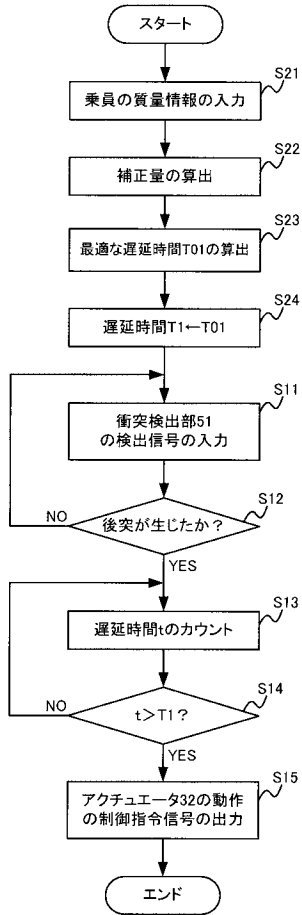 スタート
S21
乗員の質量情報の入力
S22
補正量の算出
S23
最適な遅延時間T01の算出
S24
遅延時間T1←T01
S11
衝突検出部51
の検出信号の入力
S12
後突が生じたか？
NO
YES
S13
遅延時間tのカウント
S14
t＞T1？
NO
YES
S15
アクチュエータ32の動作
の制御指令信号の出力
エンド